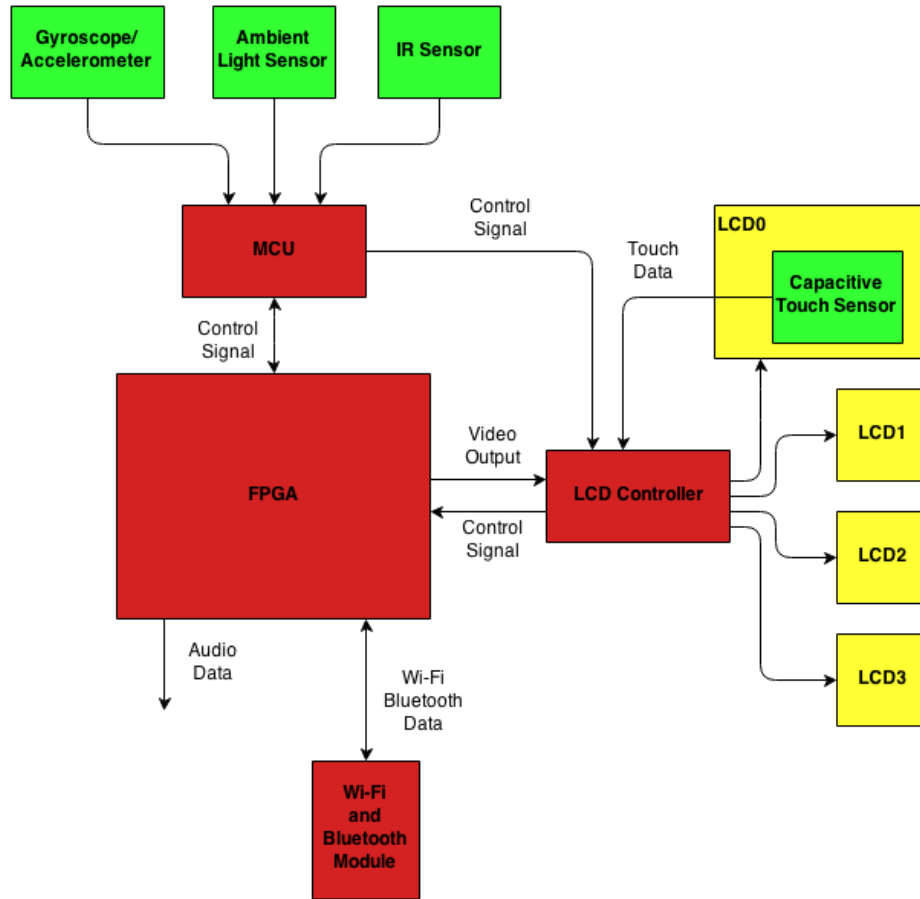 Gyroscope/
Accelerometer
Ambient
Light Sensor
IR Sensor
MCU
Control
Signal
LCD0
Touch
Data
Capacitive
Touch Sensor
Control
Signal
LCD1
Video
Output
FPGA
LCD Controller
Control
Signal
LCD2
Audio
Data
Wi-Fi
Bluetooth
Data
LCD3
Wi-Fi
and
Bluetooth
Module